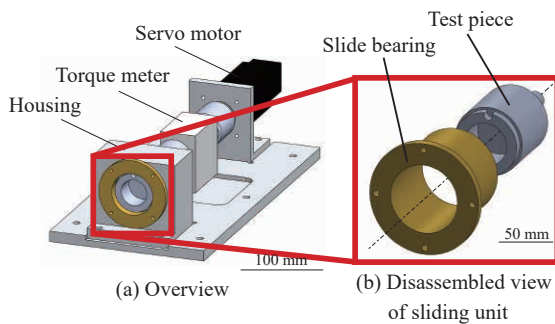 Servo motor
Torque meter
Housing
100 mm
(a) Overview
Test piece
Slide bearing
50 mm
(b) Disassembled view
of sliding unit